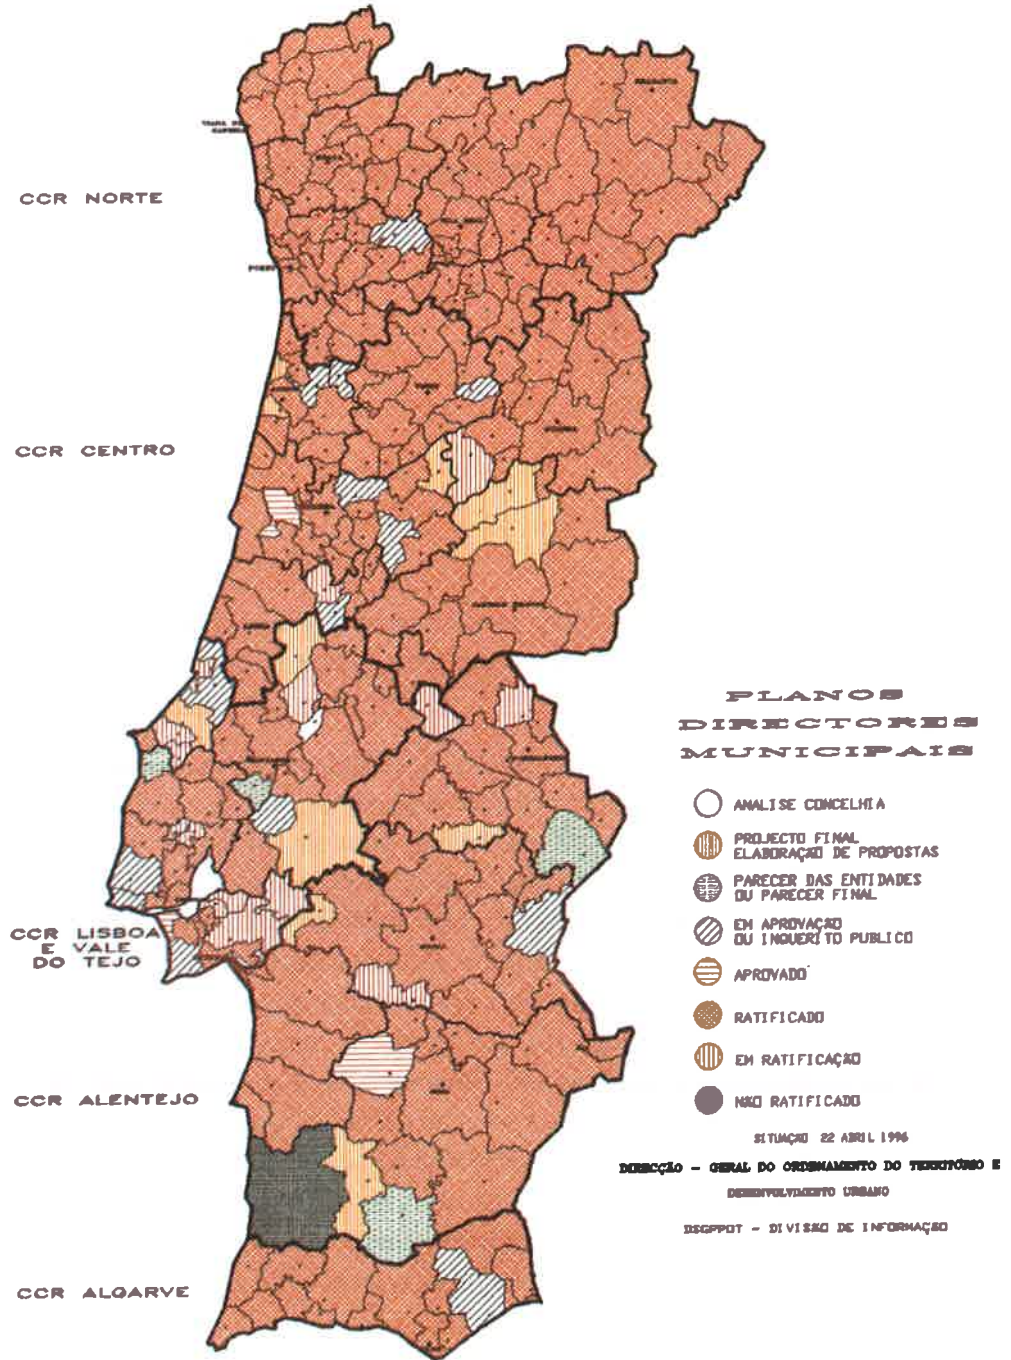 CCR NORTE
CCR CENTRO
CCR LISBOA
E VALE
DO TEJO
CCR ALENTEJO
CCR ALGARVE
PLANOS
DIRECTORES
MUNICIPAIS
ANALISE CONCELHIA
PROJECTO FINAL
ELABORAÇÃO DE PROPOSTAS
PARECER DAS ENTIDADES
OU PARECER FINAL
EM APROVAÇÃO
OU INQUERITO PUBLICO
APROVADO
RATIFICADO
EM RATIFICAÇÃO
NÃO RATIFICADO
SITUAÇÃO 22 ABRIL 1996
DIRECÇÃO - GERAL DO ORDENAMENTO DO TERRITÓRIO E
DESENVOLVIMENTO URBANO
DSGPPOT - DIVISÃO DE INFORMAÇÃO